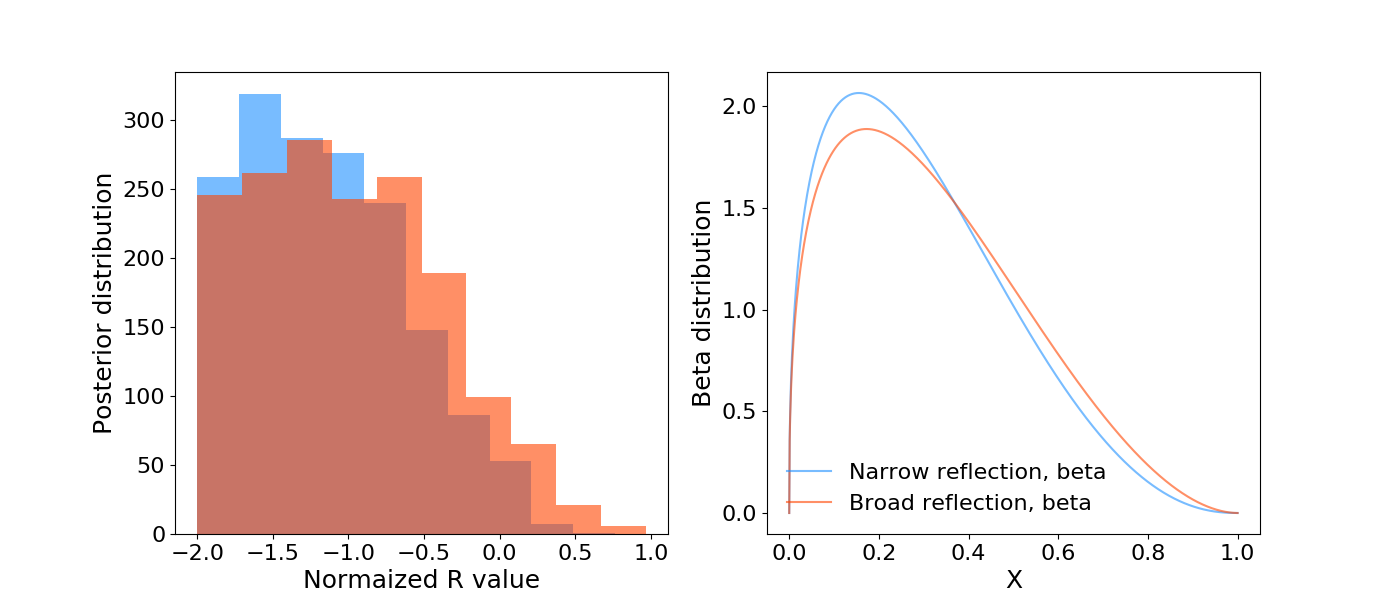 Posterior distribution
300
250
200
150
100
50
0
−2.0 −1.5 −1.0 −0.5 0.0 0.5 1.0
Normaized R value
Beta distribution
2.0
1.5
1.0
0.5
0.0
Narrow reflection, beta
Broad reflection, beta
0.0 0.2 0.4 0.6 0.8 1.0
X